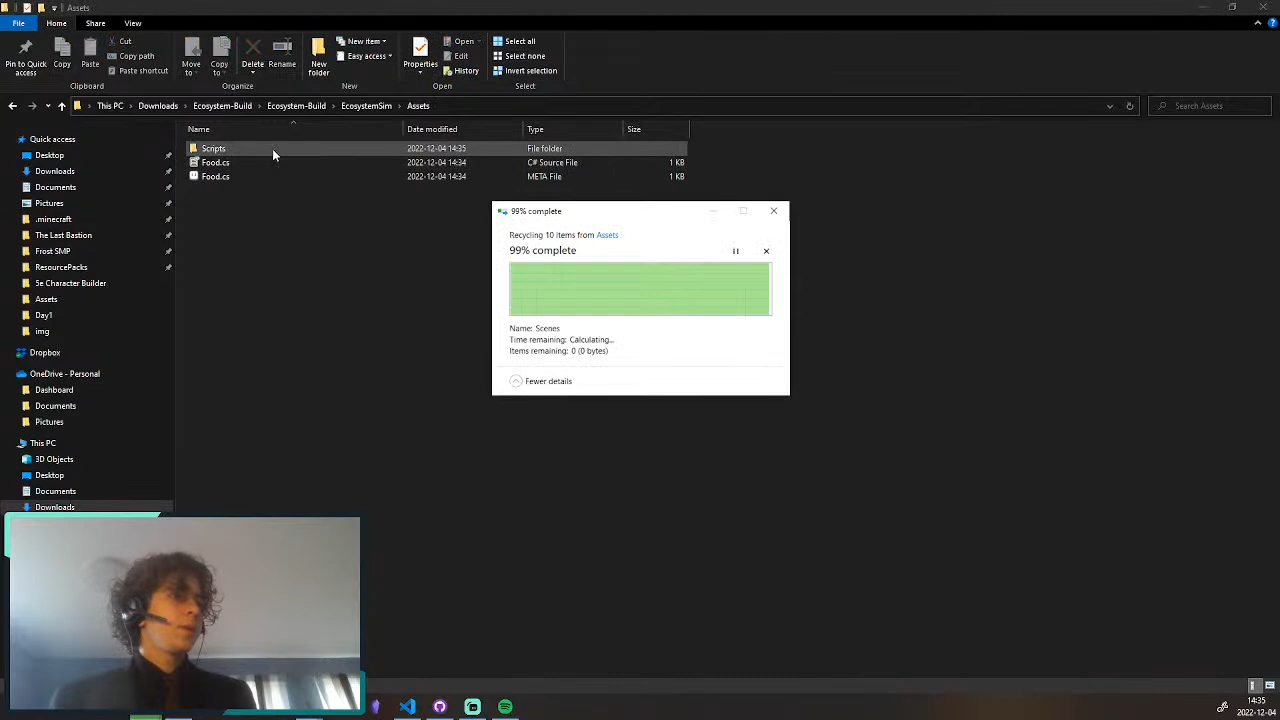 Assets
File Home Share View
Pin to Quick access
Copy
Paste
Cut
Copy path
Paste shortcut
Move to
Copy to
Delete
Rename
New folder
New item
Easy access
Properties
Open
Edit
History
Select all
Select none
Invert selection
Clipboard Organize New Open Select
This PC Downloads Ecosystem-Build Ecosystem-Build EcosystemSim Assets
Search Assets
Name Date modified Type Size
Scripts 2022-12-04 14:35 File folder
Food.cs 2022-12-04 14:34 C# Source File 1 KB
Food.cs 2022-12-04 14:34 META File 1 KB
Quick access
Desktop
Downloads
Documents
Pictures
.minecraft
The Last Bastion
Frost SMP
ResourcePacks
5e Character Builder
Assets
Day1
img
Dropbox
OneDrive - Personal
Dashboard
Documents
Pictures
This PC
3D Objects
Desktop
Documents
Downloads
99% complete
Recycling 10 items from Assets
99% complete
Name: Scenes
Time remaining: Calculating...
Items remaining: 0 (0 bytes)
Fewer details
14:35
2022-12-04